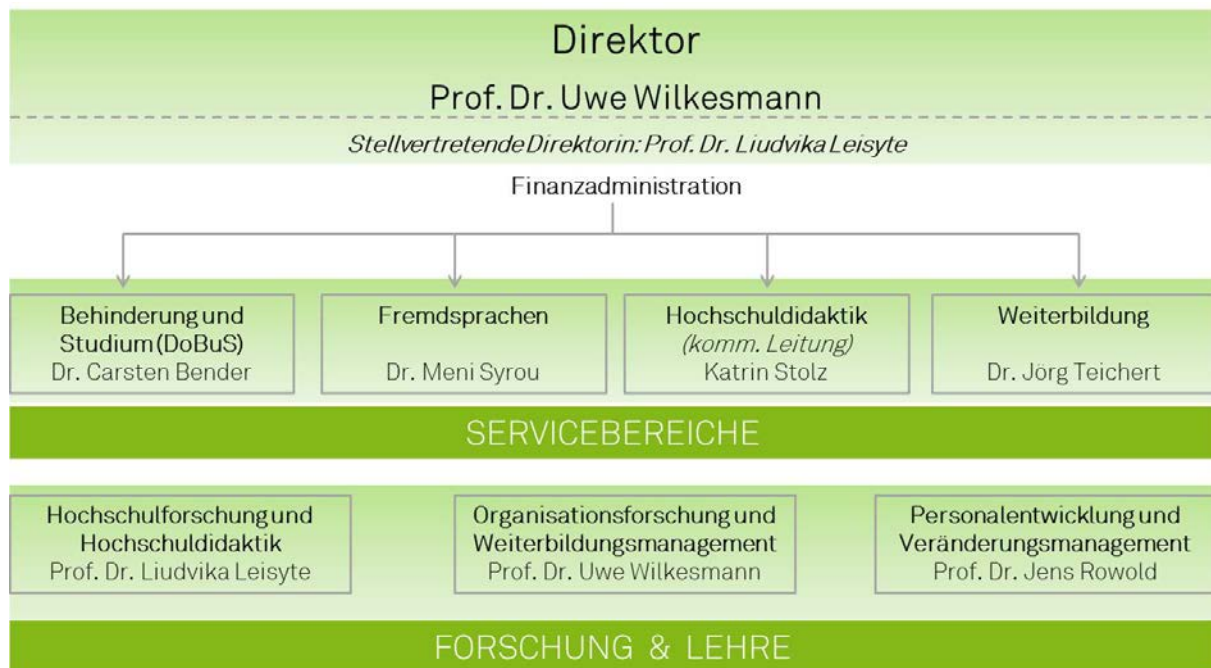 Direktor
Prof. Dr. Uwe Wilkesmann
Stellvertretende Direktorin: Prof. Dr. Liudvika Leisyte
Finanzadministration
Behinderung und
Studium (DoBuS)
Dr. Carsten Bender
Fremdsprachen
Dr. Meni Syrou
Hochschuldidaktik
(komm. Leitung)
Katrin Stolz
Weiterbildung
Dr. Jörg Teichert
SERVICEBEREICHE
Hochschulforschung und
Hochschuldidaktik
Prof. Dr. Liudvika Leisyte
Organisationsforschung und
Weiterbildungsmanagement
Prof. Dr. Uwe Wilkesmann
Personalentwicklung und
Veränderungsmanagement
Prof. Dr. Jens Rowold
FORSCHUNG & LEHRE